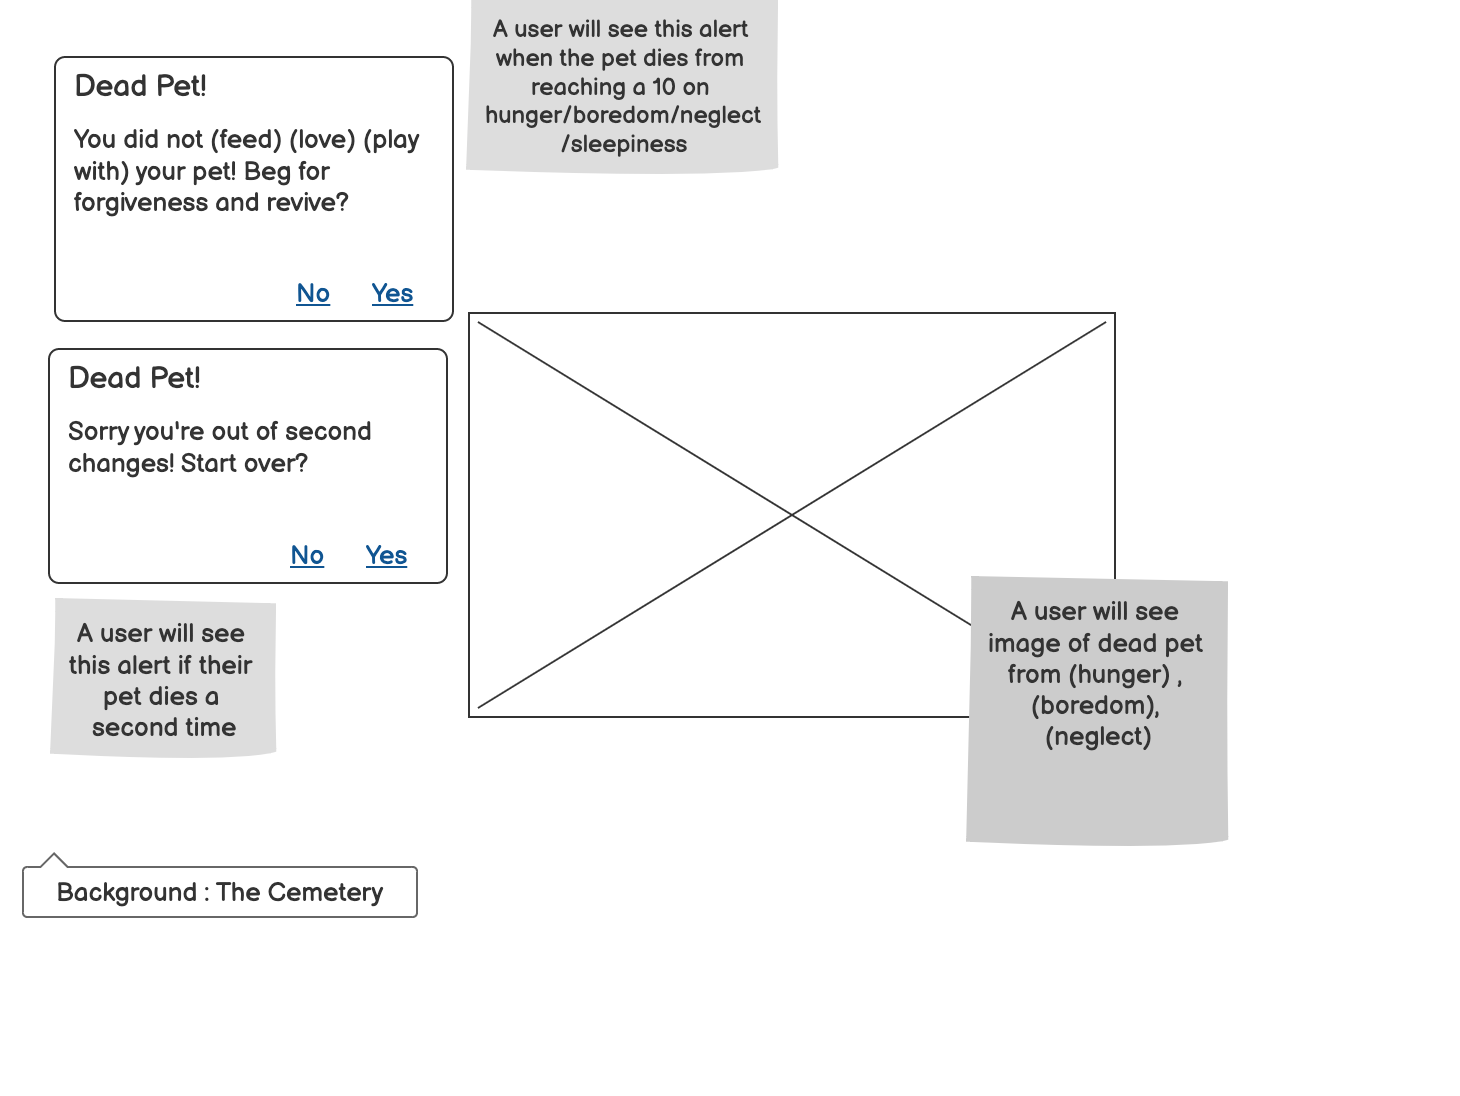 A user will see this alert
when the pet dies from
reaching a 10 on
hunger/boredom/neglect
/sleepiness
Dead Pet!
You did not (feed) (love) (play
with) your pet! Beg for
forgiveness and revive?
No Yes
Dead Pet!
Sorry you're out of second
changes! Start over?
No Yes
A user will see
this alert if their
pet dies a
second time
A user will see
image of dead pet
from (hunger) ,
(boredom),
(neglect)
Background : The Cemetery